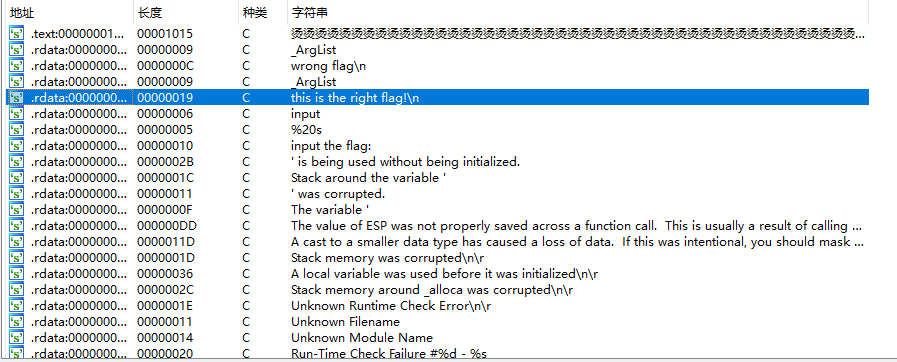 地址 长度 种类 字符串
.text:00000001... 00001015 C 烫烫烫烫烫烫烫烫烫烫烫烫烫烫烫烫烫烫烫烫烫烫烫烫烫烫烫烫烫烫烫烫烫烫烫烫烫烫烫烫烫烫烫烫烫烫烫...
.rdata:0000000... 00000009 C _ArgList
.rdata:0000000... 0000000C C wrong flag\n
.rdata:0000000... 00000009 C _ArgList
.rdata:0000000... 00000019 C this is the right flag!\n
.rdata:0000000... 00000006 C input
.rdata:0000000... 00000005 C %20s
.rdata:0000000... 00000010 C input the flag:
.rdata:0000000... 0000002B C ' is being used without being initialized.
.rdata:0000000... 0000001C C Stack around the variable '
.rdata:0000000... 00000011 C ' was corrupted.
.rdata:0000000... 0000000F C The variable '
.rdata:0000000... 000000DD C The value of ESP was not properly saved across a function call.  This is usually a result of calling ...
.rdata:0000000... 0000011D C A cast to a smaller data type has caused a loss of data.  If this was intentional, you should mask ...
.rdata:0000000... 0000001D C Stack memory was corrupted\n\r
.rdata:0000000... 00000036 C A local variable was used before it was initialized\n\r
.rdata:0000000... 0000002C C Stack memory around _alloca was corrupted\n\r
.rdata:0000000... 0000001E C Unknown Runtime Check Error\n\r
.rdata:0000000... 00000011 C Unknown Filename
.rdata:0000000... 00000014 C Unknown Module Name
.rdata:0000000... 00000020 C Run-Time Check Failure #%d - %s